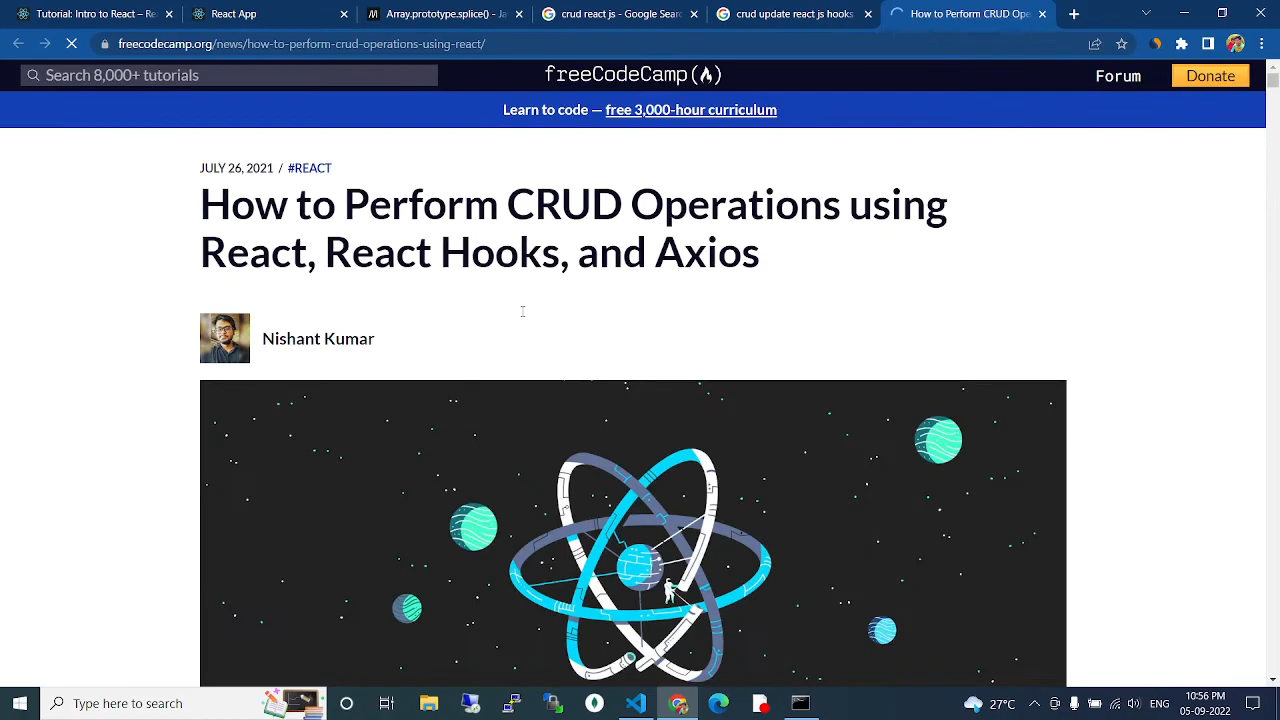 Tutorial: Intro to React – Re
React App
Array.prototype.splice() - Ja
crud react js - Google Searc
crud update react js hooks
How to Perform CRUD Ope
freecodecamp.org/news/how-to-perform-crud-operations-using-react/
Search 8,000+ tutorials
freeCodeCamp
Forum
Donate
Learn to code — free 3,000-hour curriculum
JULY 26, 2021 / #REACT
How to Perform CRUD Operations using
React, React Hooks, and Axios
Nishant Kumar
Type here to search
27°C
ENG
10:56 PM
05-09-2022